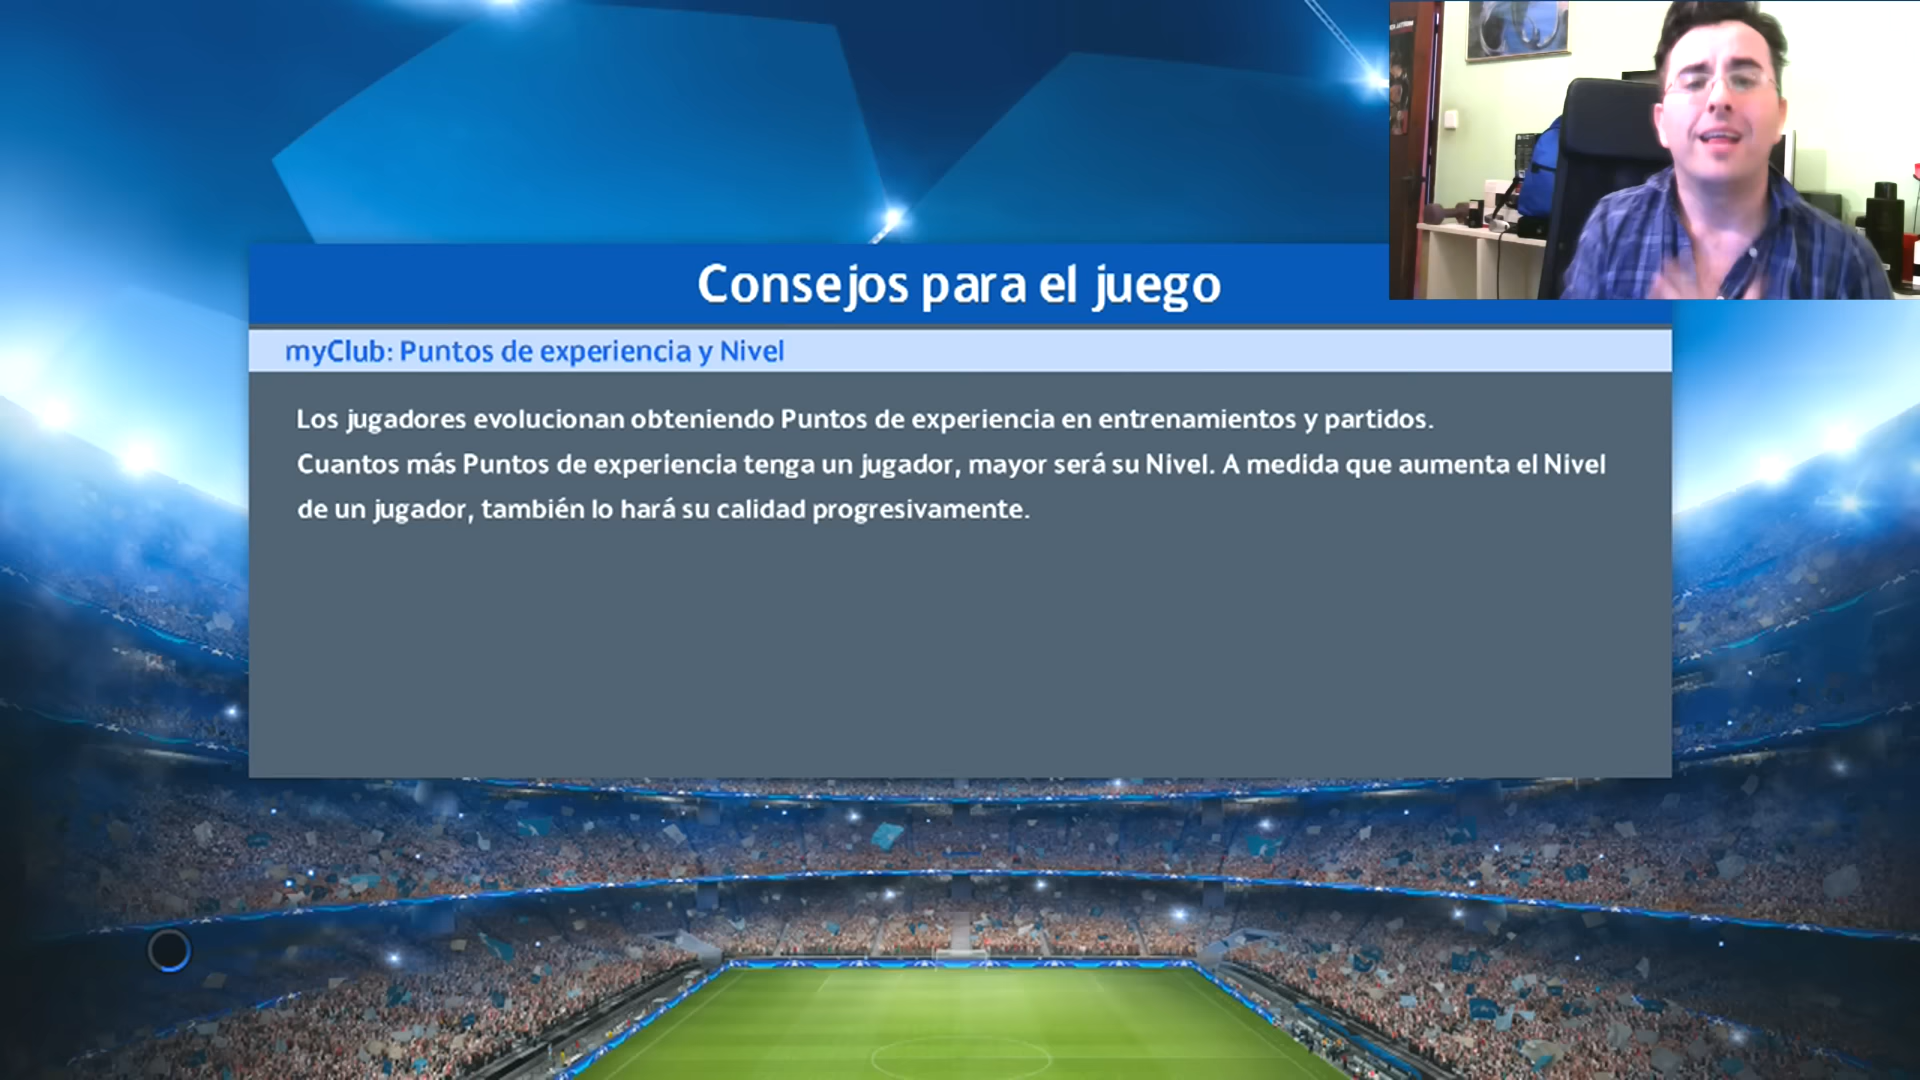 Consejos para el juego
myClub: Puntos de experiencia y Nivel
Los jugadores evolucionan obteniendo Puntos de experiencia en entrenamientos y partidos.
Cuantos más Puntos de experiencia tenga un jugador, mayor será su Nivel. A medida que aumenta el Nivel
de un jugador, también lo hará su calidad progresivamente.